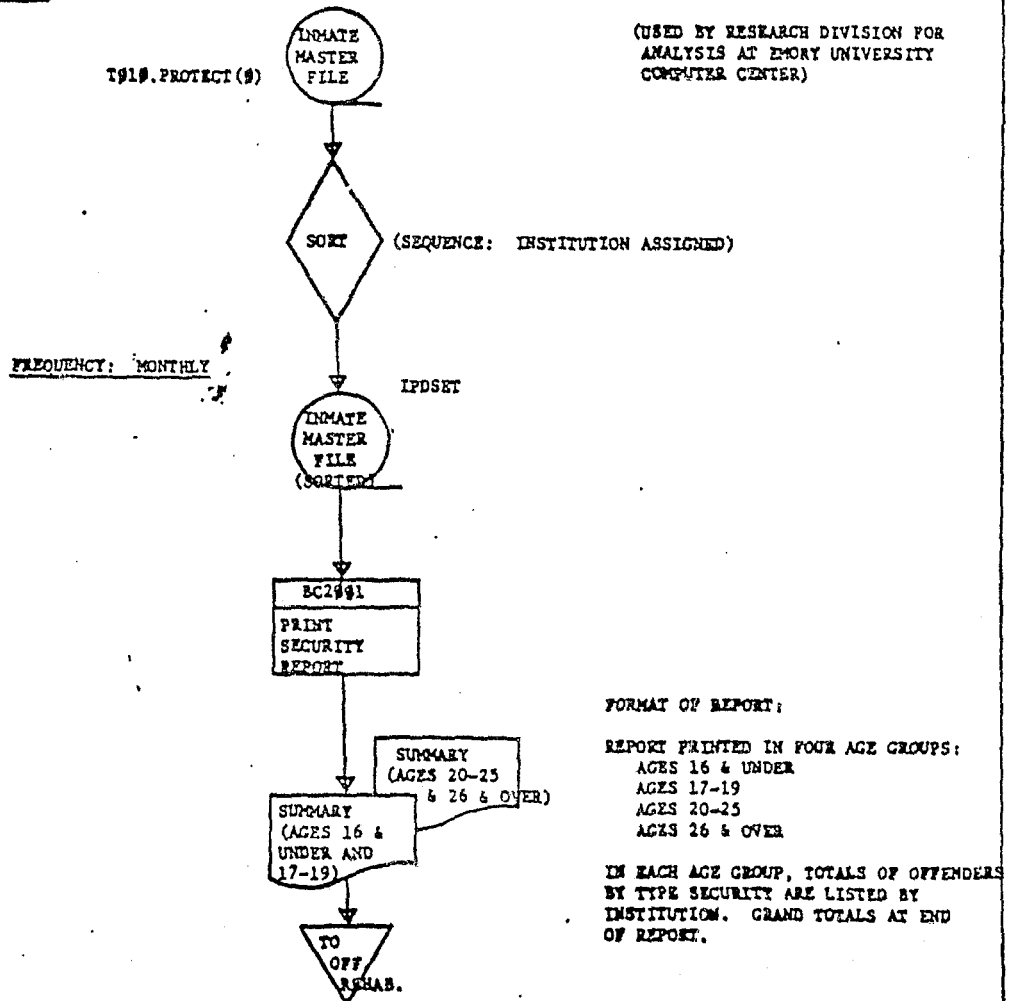 INMATE
MASTER
FILE
TØ1Ø.PROTECT(Ø)
(USED BY RESEARCH DIVISION FOR
ANALYSIS AT EMORY UNIVERSITY
COMPUTER CENTER)
SORT
(SEQUENCE: INSTITUTION ASSIGNED)
FREQUENCY: MONTHLY
IPDSET
INMATE
MASTER
FILE
(SORTED)
BC2ØØ1
PRINT
SECURITY
REPORT
SUMMARY
(AGES 20-25
& 26 & OVER)
SUMMARY
(AGES 16 &
UNDER AND
17-19)
TO
OFF
REHAB.
FORMAT OF REPORT:
REPORT PRINTED IN FOUR AGE GROUPS:
AGES 16 & UNDER
AGES 17-19
AGES 20-25
AGES 26 & OVER
IN EACH AGE GROUP, TOTALS OF OFFENDERS
BY TYPE SECURITY ARE LISTED BY
INSTITUTION. GRAND TOTALS AT END
OF REPORT.